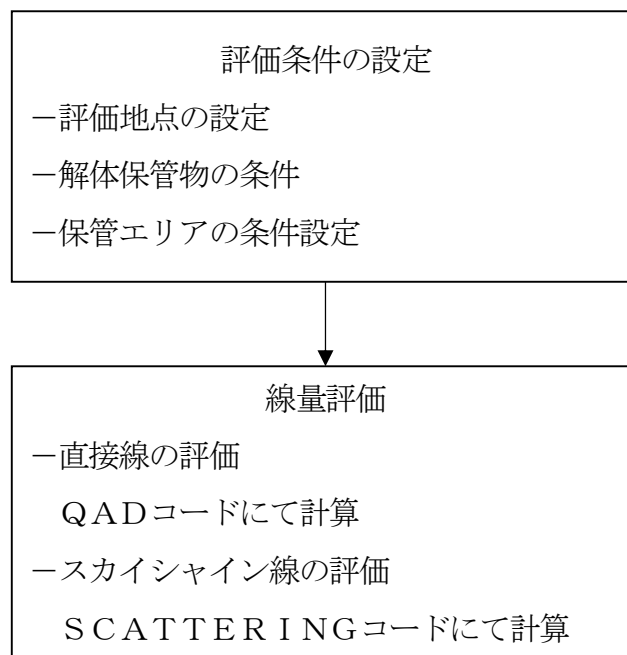 評価条件の設定
－評価地点の設定
－解体保管物の条件
－保管エリアの条件設定
線量評価
－直接線の評価
ＱＡＤコードにて計算
－スカイシャイン線の評価
ＳＣＡＴＴＥＲＩＮＧコードにて計算